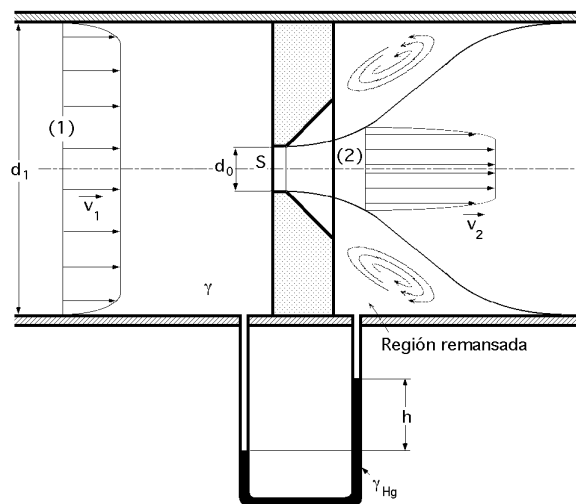 (1)
d1
v1
S
d0
(2)
v2
γ
Región remansada
h
γHg